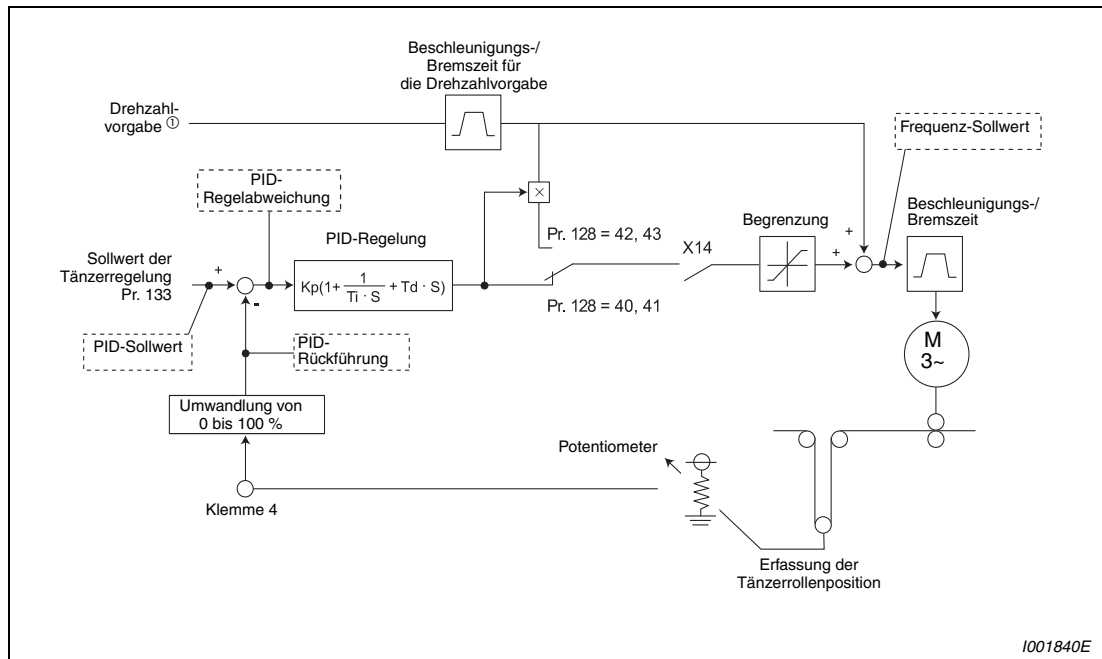 Beschleunigungs-/
Bremszeit für
die Drehzahlvorgabe
Drehzahl-
vorgabe ①
Frequenz-Sollwert
PID-
Regelabweichung
×
Beschleunigungs-/
Bremszeit
Begrenzung
PID-Regelung
Pr. 128 = 42, 43
X14
+
+
Sollwert der
Tänzerregelung
Pr. 133
+
-
Kp(1+ 1/(Ti · S) + Td · S)
Pr. 128 = 40, 41
PID-Sollwert
PID-
Rückführung
M
3~
Umwandlung von
0 bis 100 %
Potentiometer
Klemme 4
Erfassung der
Tänzerrollenposition
I001840E